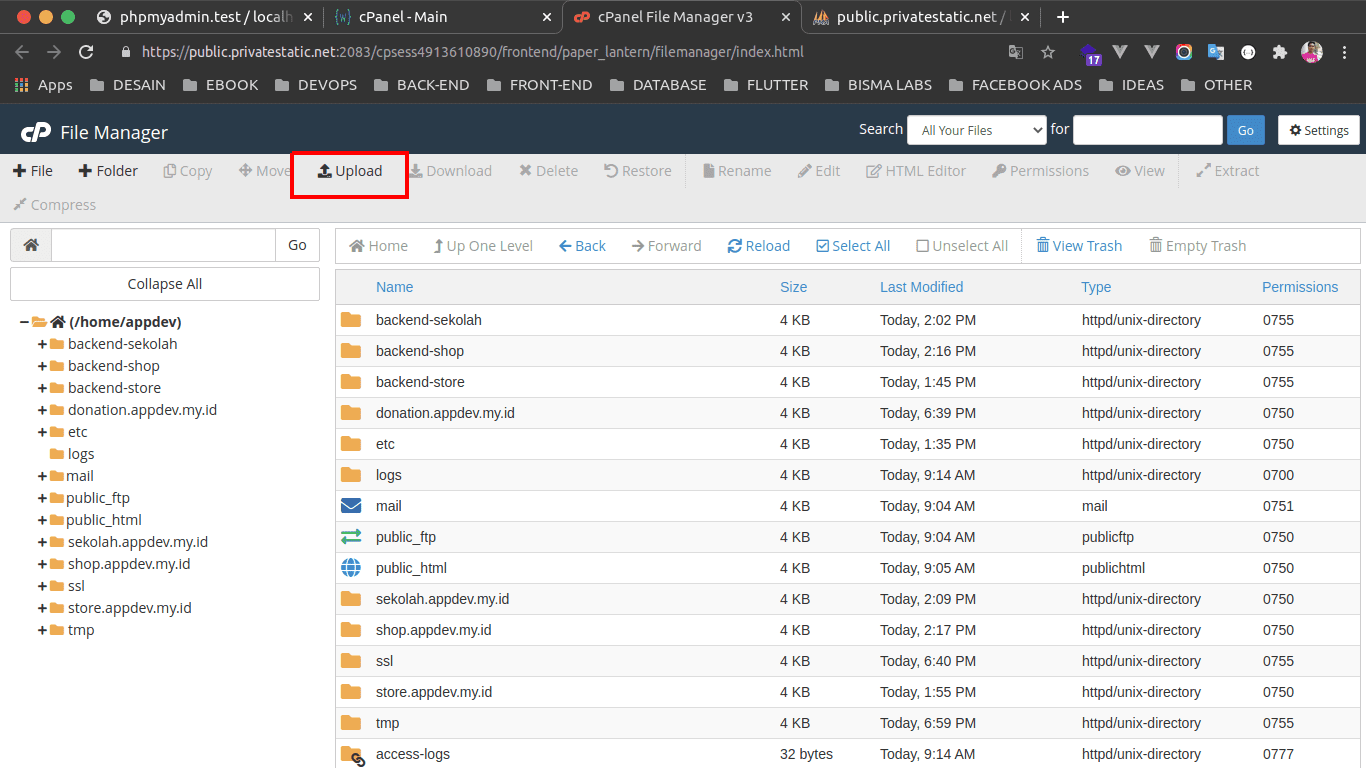 phpmyadmin.test / localh
cPanel - Main
cPanel File Manager v3
public.privatestatic.net /
https://public.privatestatic.net:2083/cpsess4913610890/frontend/paper_lantern/filemanager/index.html
17
Apps DESAIN EBOOK DEVOPS BACK-END FRONT-END DATABASE FLUTTER BISMA LABS FACEBOOK ADS IDEAS OTHER
cP File Manager
Search All Your Files for Go Settings
File Folder Copy Move Upload Download Delete Restore Rename Edit HTML Editor Permissions View Extract
Compress
Go
Collapse All
(/home/appdev)
backend-sekolah
backend-shop
backend-store
donation.appdev.my.id
etc
logs
mail
public_ftp
public_html
sekolah.appdev.my.id
shop.appdev.my.id
ssl
store.appdev.my.id
tmp
Home Up One Level Back Forward Reload Select All Unselect All View Trash Empty Trash
Name Size Last Modified Type Permissions
backend-sekolah 4 KB Today, 2:02 PM httpd/unix-directory 0755
backend-shop 4 KB Today, 2:16 PM httpd/unix-directory 0755
backend-store 4 KB Today, 1:45 PM httpd/unix-directory 0755
donation.appdev.my.id 4 KB Today, 6:39 PM httpd/unix-directory 0750
etc 4 KB Today, 1:35 PM httpd/unix-directory 0750
logs 4 KB Today, 9:14 AM httpd/unix-directory 0700
mail 4 KB Today, 9:04 AM mail 0751
public_ftp 4 KB Today, 9:04 AM publicftp 0750
public_html 4 KB Today, 9:05 AM publichtml 0750
sekolah.appdev.my.id 4 KB Today, 2:09 PM httpd/unix-directory 0750
shop.appdev.my.id 4 KB Today, 2:17 PM httpd/unix-directory 0750
ssl 4 KB Today, 6:40 PM httpd/unix-directory 0755
store.appdev.my.id 4 KB Today, 1:55 PM httpd/unix-directory 0750
tmp 4 KB Today, 6:59 PM httpd/unix-directory 0755
access-logs 32 bytes Today, 9:14 AM httpd/unix-directory 0777